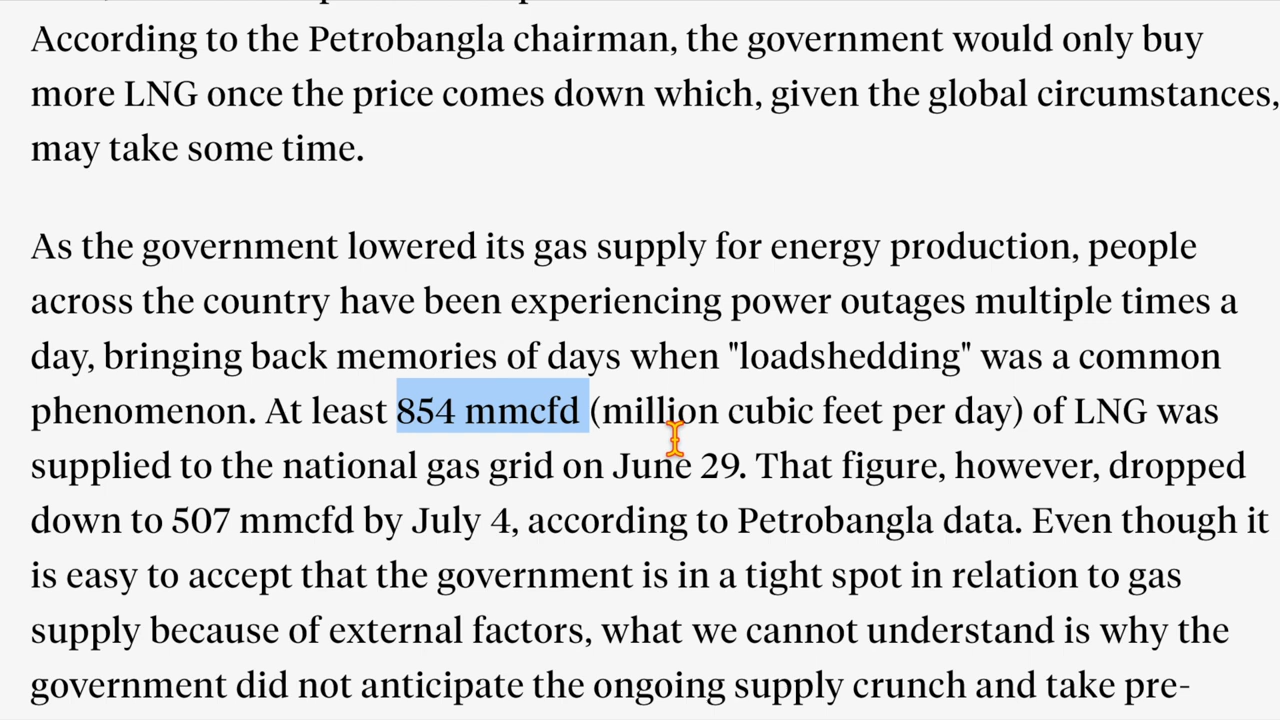 According to the Petrobangla chairman, the government would only buy
more LNG once the price comes down which, given the global circumstances,
may take some time.
As the government lowered its gas supply for energy production, people
across the country have been experiencing power outages multiple times a
day, bringing back memories of days when "loadshedding" was a common
phenomenon. At least 854 mmcfd (million cubic feet per day) of LNG was
supplied to the national gas grid on June 29. That figure, however, dropped
down to 507 mmcfd by July 4, according to Petrobangla data. Even though it
is easy to accept that the government is in a tight spot in relation to gas
supply because of external factors, what we cannot understand is why the
government did not anticipate the ongoing supply crunch and take pre-